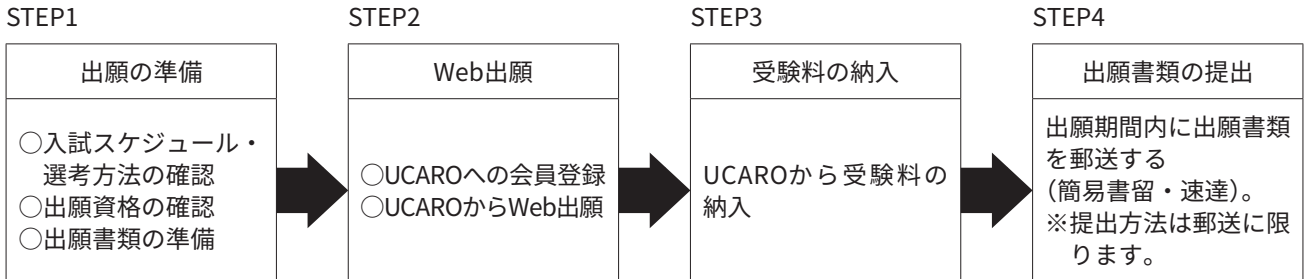 STEP1
出願の準備
○入試スケジュール・
選考方法の確認
○出願資格の確認
○出願書類の準備
STEP2
Web出願
○UCAROへの会員登録
○UCAROからWeb出願
STEP3
受験料の納入
UCAROから受験料の
納入
STEP4
出願書類の提出
出願期間内に出願書類
を郵送する
（簡易書留・速達）。
※提出方法は郵送に限
ります。